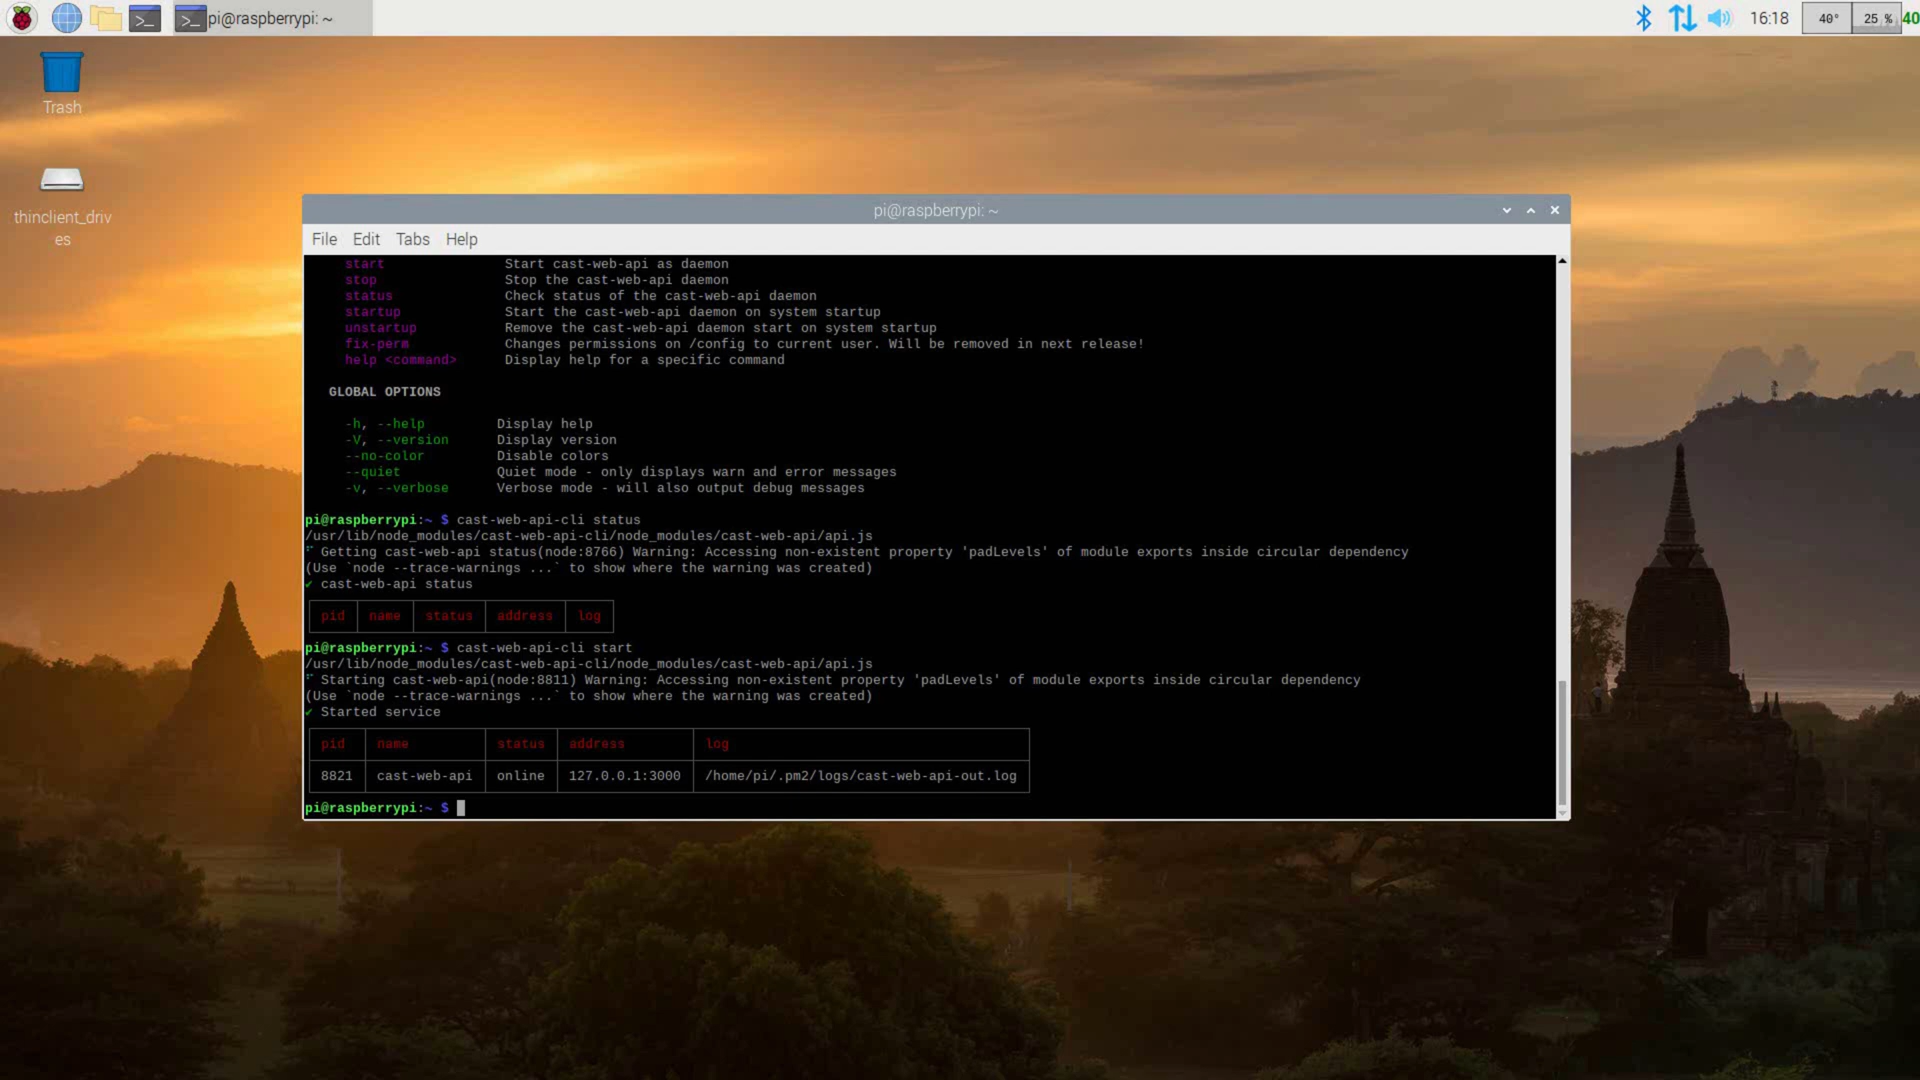 pi@raspberrypi: ~
16:18
40°
25 %
40
Trash
thinclient_driv
es
pi@raspberrypi: ~
File Edit Tabs Help
start Start cast-web-api as daemon
stop Stop the cast-web-api daemon
status Check status of the cast-web-api daemon
startup Start the cast-web-api daemon on system startup
unstartup Remove the cast-web-api daemon start on system startup
fix-perm Changes permissions on /config to current user. Will be removed in next release!
help <command> Display help for a specific command
GLOBAL OPTIONS
-h, --help Display help
-V, --version Display version
--no-color Disable colors
--quiet Quiet mode - only displays warn and error messages
-v, --verbose Verbose mode - will also output debug messages
pi@raspberrypi:~ $ cast-web-api-cli status
/usr/lib/node_modules/cast-web-api-cli/node_modules/cast-web-api/api.js
Getting cast-web-api status(node:8766) Warning: Accessing non-existent property 'padLevels' of module exports inside circular dependency
(Use `node --trace-warnings ...` to show where the warning was created)
✔ cast-web-api status
pid name status address log
pi@raspberrypi:~ $ cast-web-api-cli start
/usr/lib/node_modules/cast-web-api-cli/node_modules/cast-web-api/api.js
Starting cast-web-api(node:8811) Warning: Accessing non-existent property 'padLevels' of module exports inside circular dependency
(Use `node --trace-warnings ...` to show where the warning was created)
✔ Started service
pid name status address log
8821 cast-web-api online 127.0.0.1:3000 /home/pi/.pm2/logs/cast-web-api-out.log
pi@raspberrypi:~ $